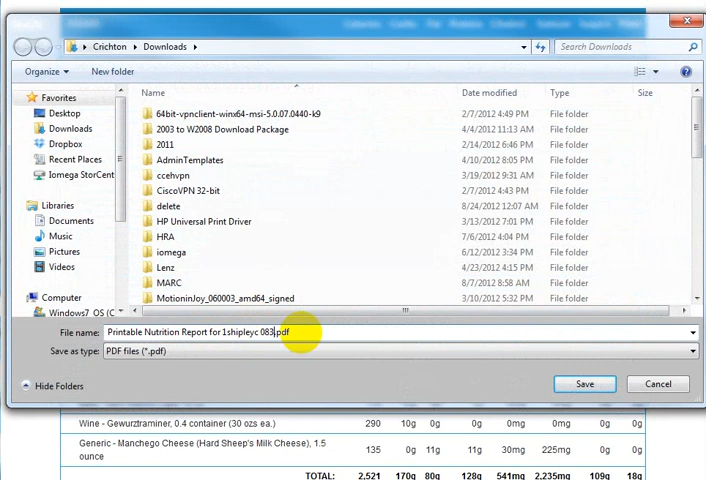 Crichton ▸ Downloads ▸
Search Downloads
Organize ▾ New folder
Favorites
Desktop
Downloads
Dropbox
Recent Places
Iomega StorCent
Libraries
Documents
Music
Pictures
Videos
Computer
Windows7_OS (C
Name Date modified Type Size
64bit-vpnclient-winx64-msi-5.0.07.0440-k9 2/7/2012 4:49 PM File folder
2003 to W2008 Download Package 4/4/2012 11:13 AM File folder
2011 2/14/2012 6:46 PM File folder
AdminTemplates 4/10/2012 8:05 PM File folder
ccehvpn 3/19/2012 9:31 AM File folder
CiscoVPN 32-bit 2/7/2012 4:43 PM File folder
delete 8/24/2012 12:07 AM File folder
HP Universal Print Driver 3/13/2012 7:01 PM File folder
HRA 7/6/2012 4:04 PM File folder
iomega 6/12/2012 3:34 PM File folder
Lenz 4/23/2012 4:15 PM File folder
MARC 8/7/2012 8:58 AM File folder
MotioninJoy_060003_amd64_signed 3/10/2012 5:32 PM File folder
File name: Printable Nutrition Report for 1shipleyc 083.pdf
Save as type: PDF files (*.pdf)
Hide Folders Save Cancel
Wine - Gewurztraminer, 0.4 container (30 ozs ea.) 290 10g 0g 0g 0mg 0mg 0g 0g
Generic - Manchego Cheese (Hard Sheep's Milk Cheese), 1.5 ounce 135 0g 11g 11g 30mg 225mg 0g 0g
TOTAL: 2,521 170g 80g 128g 541mg 2,235mg 109g 18g